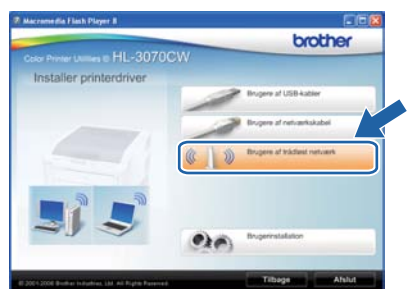 Macromedia Flash Player 8
brother
Color Printer Utilities © HL-3070CW
Installer printerdriver
Brugere af USB-kabler
Brugere af netværkskabel
Brugere af trådløst netværk
Brugerinstallation
© 2001-2008 Brother Industries, Ltd. All Rights Reserved.
Tilbage
Afslut